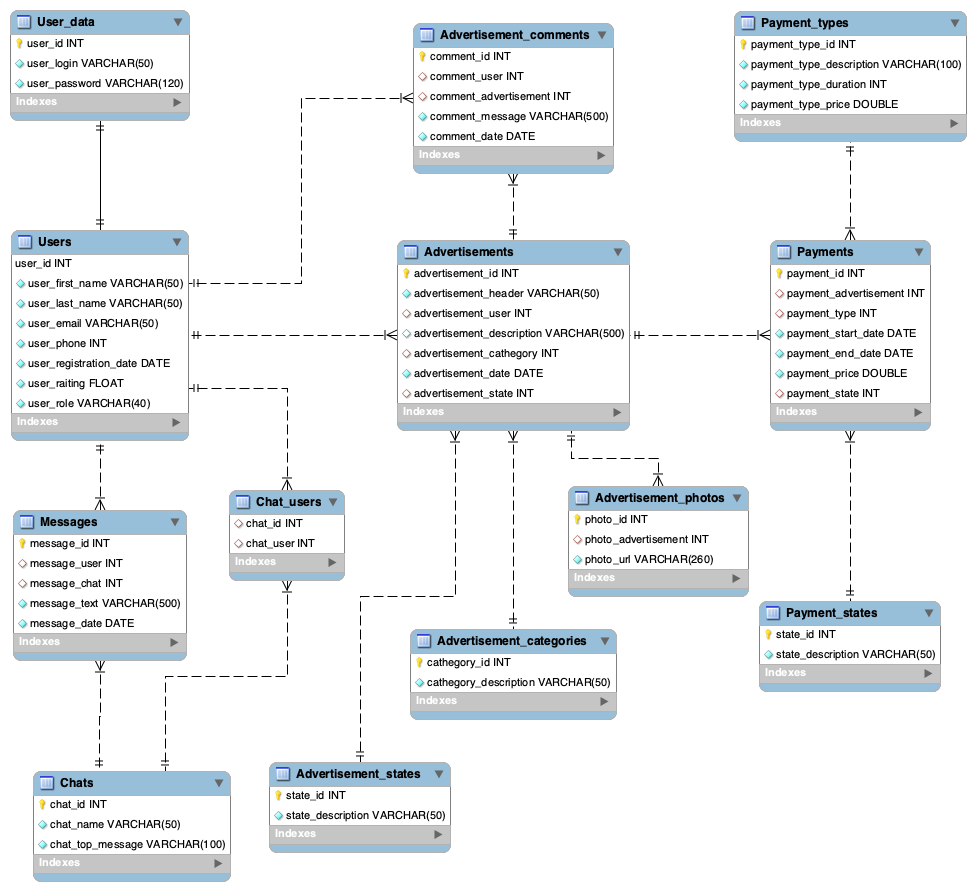 User_data
user_id INT
user_login VARCHAR(50)
user_password VARCHAR(120)
Indexes
Advertisement_comments
comment_id INT
comment_user INT
comment_advertisement INT
comment_message VARCHAR(500)
comment_date DATE
Indexes
Payment_types
payment_type_id INT
payment_type_description VARCHAR(100)
payment_type_duration INT
payment_type_price DOUBLE
Indexes
Users
user_id INT
user_first_name VARCHAR(50)
user_last_name VARCHAR(50)
user_email VARCHAR(50)
user_phone INT
user_registration_date DATE
user_raiting FLOAT
user_role VARCHAR(40)
Indexes
Advertisements
advertisement_id INT
advertisement_header VARCHAR(50)
advertisement_user INT
advertisement_description VARCHAR(500)
advertisement_cathegory INT
advertisement_date DATE
advertisement_state INT
Indexes
Payments
payment_id INT
payment_advertisement INT
payment_type INT
payment_start_date DATE
payment_end_date DATE
payment_price DOUBLE
payment_state INT
Indexes
Messages
message_id INT
message_user INT
message_chat INT
message_text VARCHAR(500)
message_date DATE
Indexes
Chat_users
chat_id INT
chat_user INT
Indexes
Advertisement_photos
photo_id INT
photo_advertisement INT
photo_url VARCHAR(260)
Indexes
Advertisement_categories
cathegory_id INT
cathegory_description VARCHAR(50)
Indexes
Payment_states
state_id INT
state_description VARCHAR(50)
Indexes
Chats
chat_id INT
chat_name VARCHAR(50)
chat_top_message VARCHAR(100)
Indexes
Advertisement_states
state_id INT
state_description VARCHAR(50)
Indexes